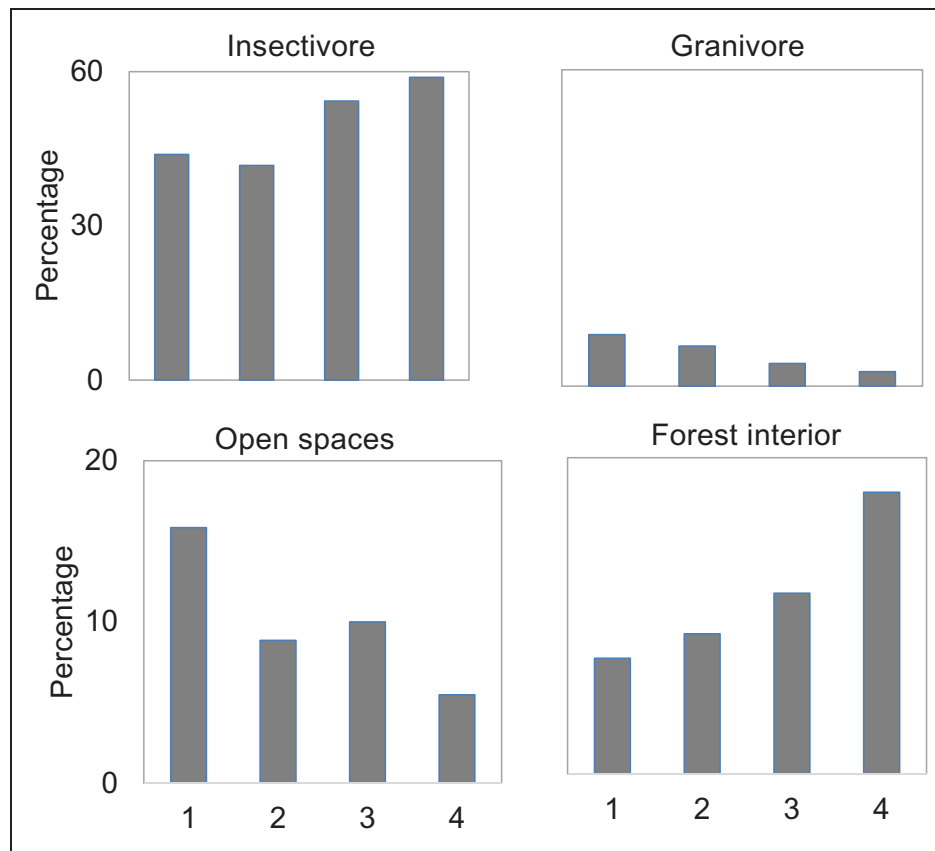 Insectivore
Granivore
60
30
0
Percentage
Open spaces
Forest interior
20
10
0
Percentage
1 2 3 4
1 2 3 4